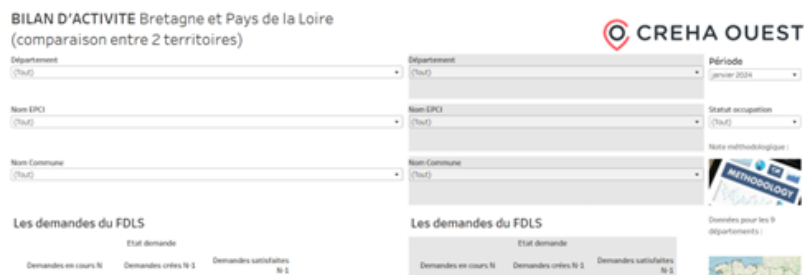 BILAN D'ACTIVITE Bretagne et Pays de la Loire
(comparaison entre 2 territoires)
CREHA OUEST
Département
(Tout)
Département
(Tout)
Période
janvier 2024
Nom EPCI
(Tout)
Nom EPCI
(Tout)
Statut occupation
(Tout)
Nom Commune
(Tout)
Nom Commune
(Tout)
Note méthodologique :
METHODOLOGY
Les demandes du FDLS
Les demandes du FDLS
Données pour les 9
départements :
Etat demande
Etat demande
Demandes en cours N
Demandes crées N-1
Demandes satisfaites
N-1
Demandes en cours N
Demandes crées N-1
Demandes satisfaites
N-1